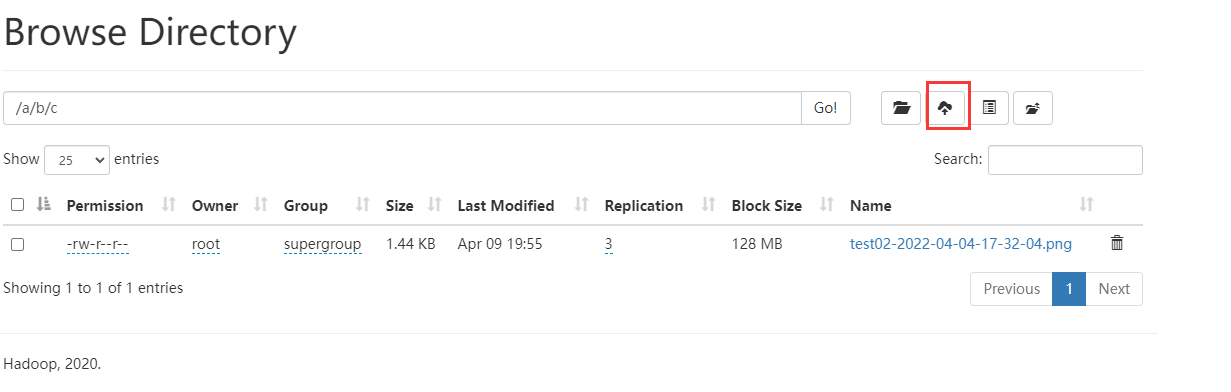 Browse Directory
/a/b/c Go!
Show 25 entries Search:
Permission Owner Group Size Last Modified Replication Block Size Name
-rw-r--r-- root supergroup 1.44 KB Apr 09 19:55 3 128 MB test02-2022-04-04-17-32-04.png
Showing 1 to 1 of 1 entries Previous 1 Next
Hadoop, 2020.